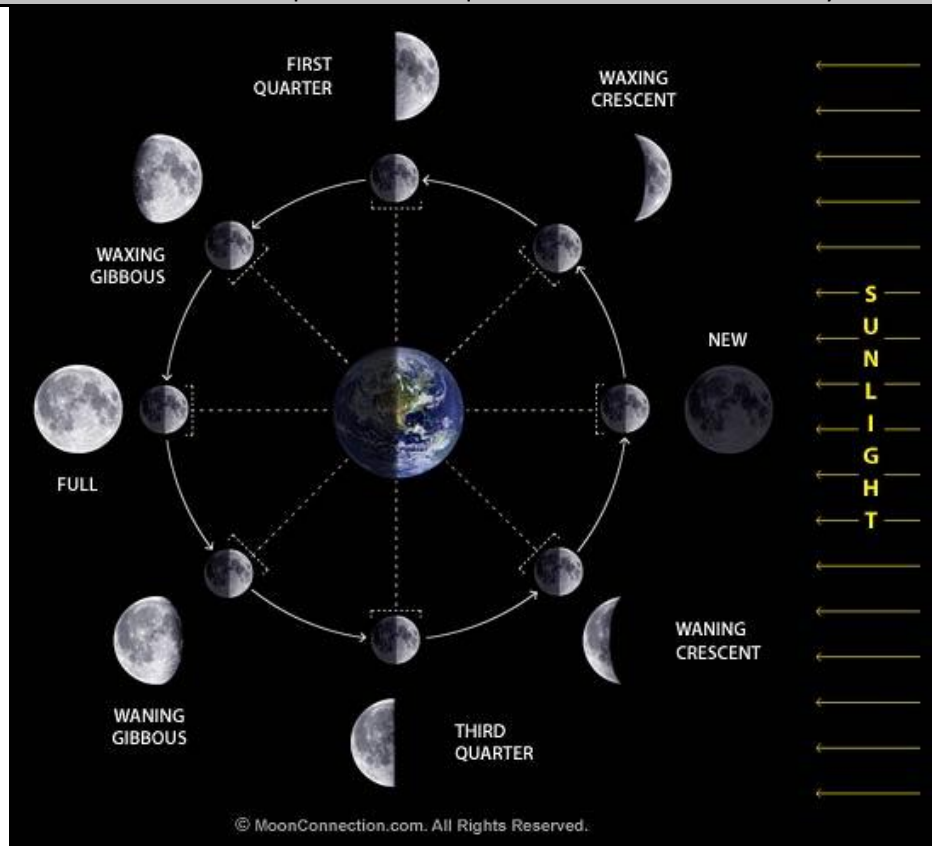 FIRST
QUARTER
WAXING
CRESCENT
WAXING
GIBBOUS
NEW
FULL
SUNLIGHT
WANING
CRESCENT
WANING
GIBBOUS
THIRD
QUARTER
© MoonConnection.com. All Rights Reserved.